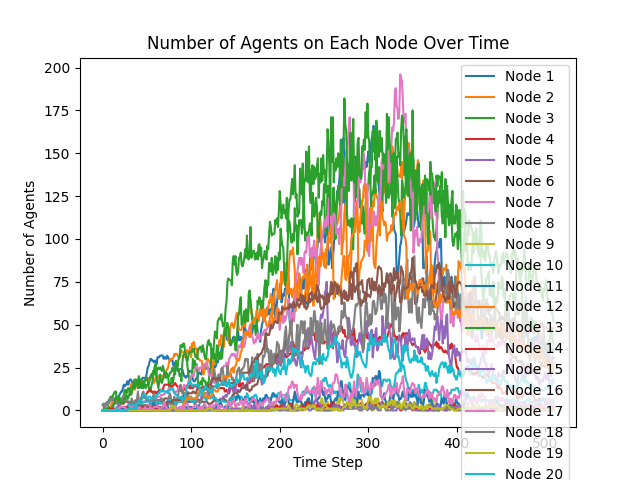 Number of Agents on Each Node Over Time
Number of Agents
200
175
150
125
100
75
50
25
0
0
100
200
300
400
500
Time Step
Node 1
Node 2
Node 3
Node 4
Node 5
Node 6
Node 7
Node 8
Node 9
Node 10
Node 11
Node 12
Node 13
Node 14
Node 15
Node 16
Node 17
Node 18
Node 19
Node 20